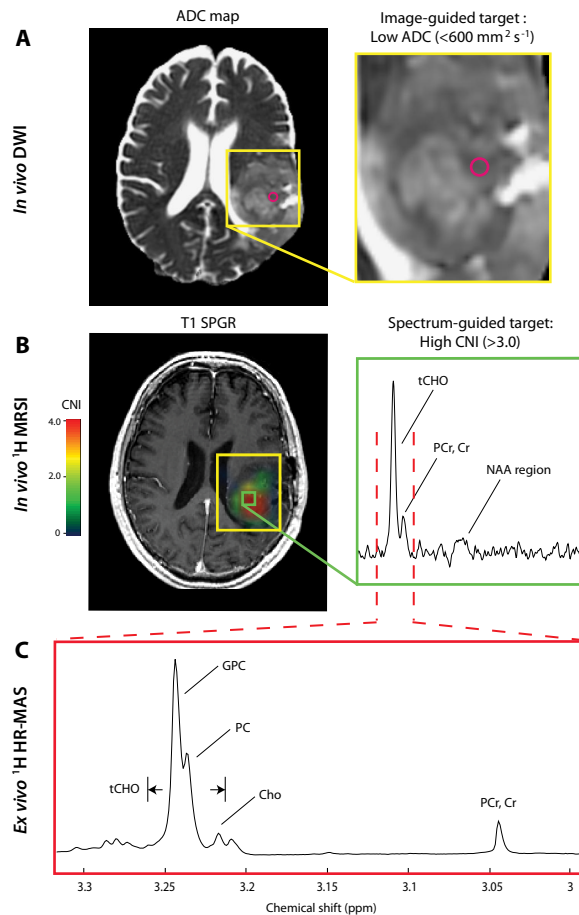 A
ADC map
Image-guided target :
Low ADC (<600 mm² s⁻¹)
In vivo DWI
B
T1 SPGR
Spectrum-guided target:
High CNI (>3.0)
In vivo ¹H MRSI
CNI
4.0
2.0
0
tCHO
PCr, Cr
NAA region
C
Ex vivo ¹H HR-MAS
GPC
PC
tCHO
Cho
PCr, Cr
3.3 3.25 3.2 3.15 3.1 3.05 3
Chemical shift (ppm)